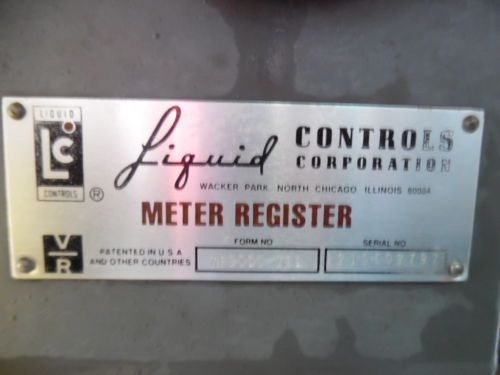 LIQUID
LC
CONTROLS
®
Liquid CONTROLS
CORPORATION
WACKER PARK, NORTH CHICAGO, ILLINOIS 60064
METER REGISTER
V/R
PATENTED IN U.S.A.
AND OTHER COUNTRIES
FORM NO
SERIAL NO